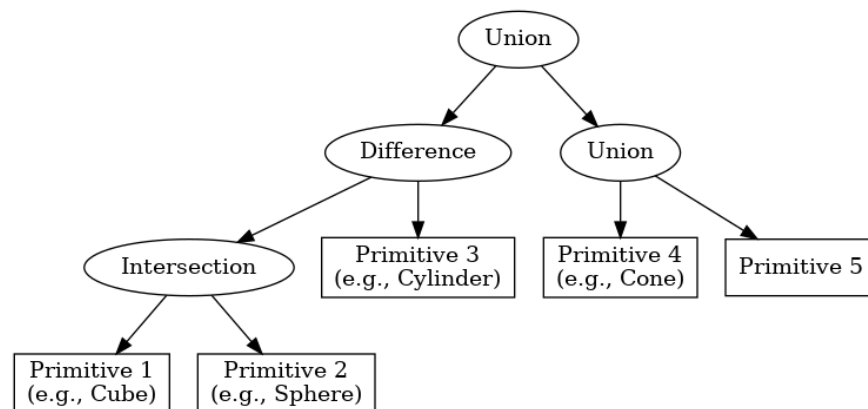 Union
Difference
Union
Intersection
Primitive 3
(e.g., Cylinder)
Primitive 4
(e.g., Cone)
Primitive 5
Primitive 1
(e.g., Cube)
Primitive 2
(e.g., Sphere)